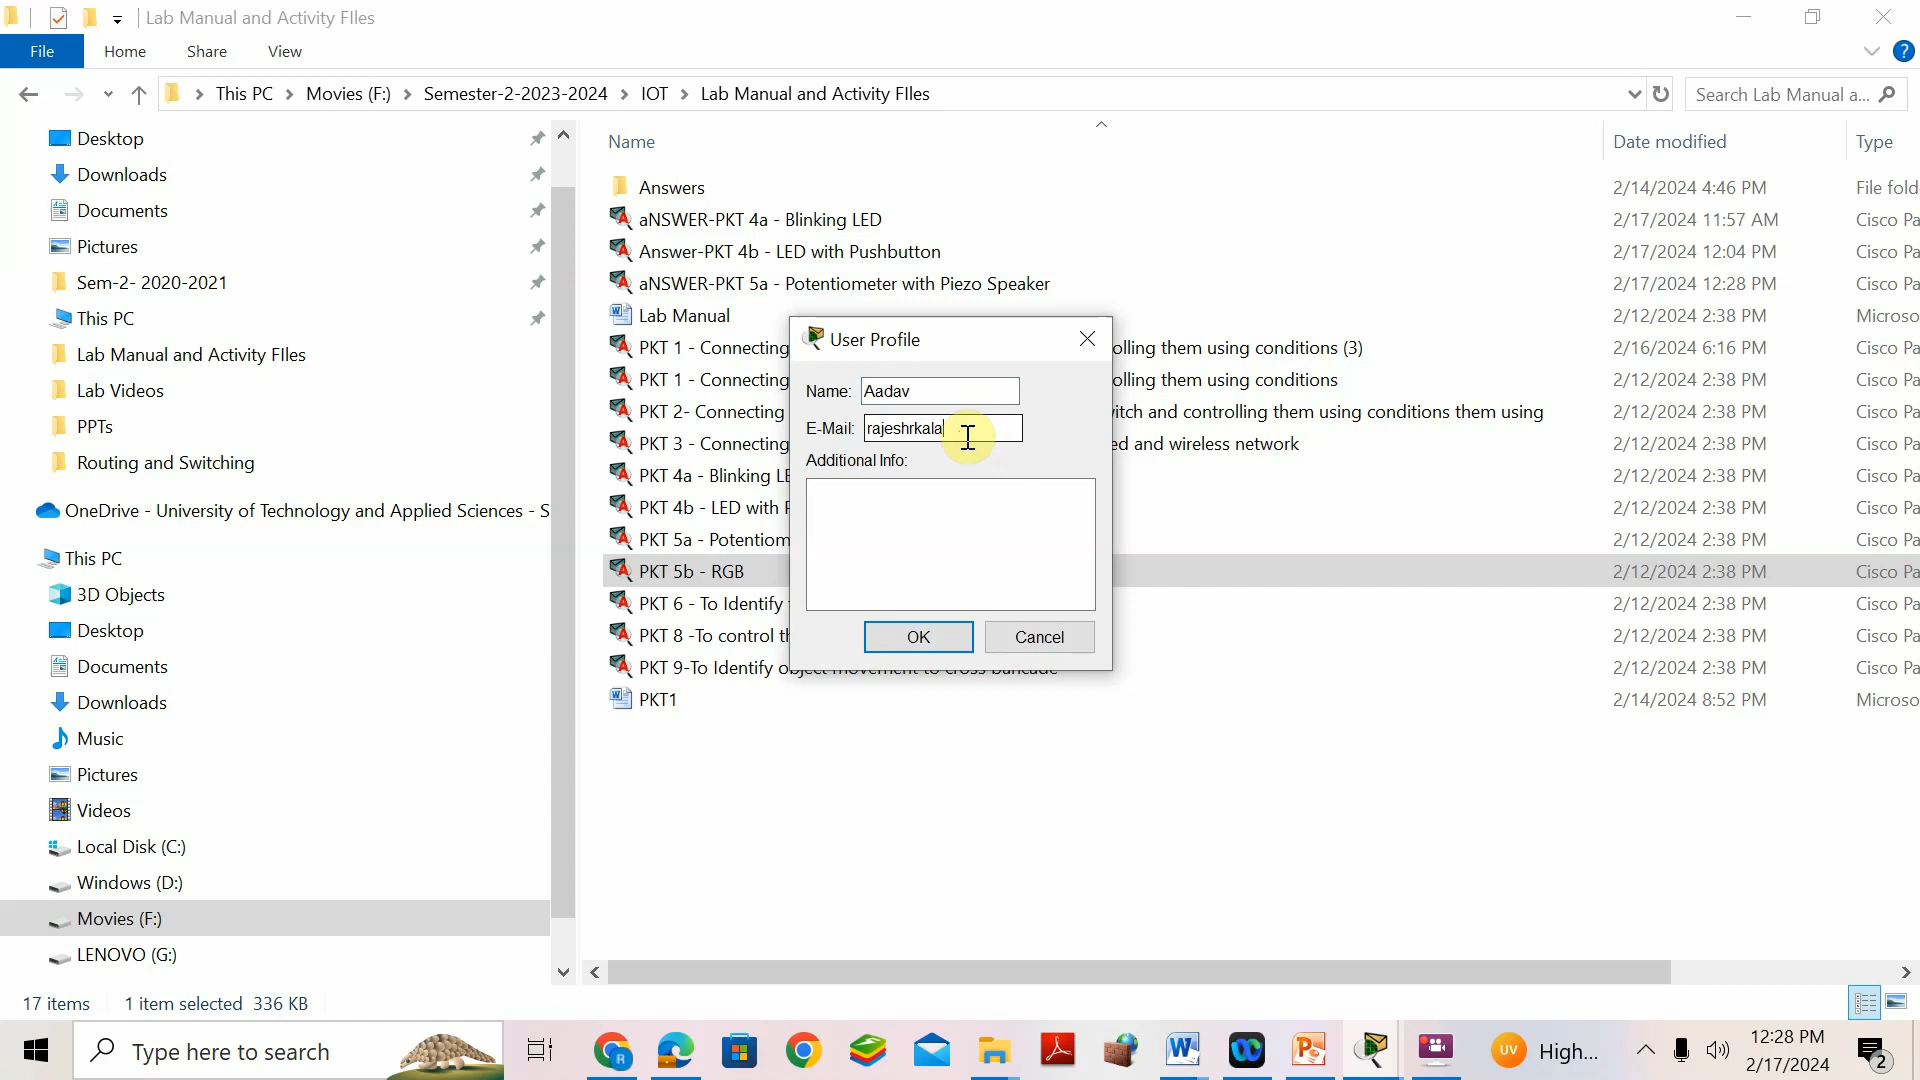 Lab Manual and Activity FIles
File Home Share View
This PC Movies (F:) Semester-2-2023-2024 IOT Lab Manual and Activity FIles
Search Lab Manual a...
Desktop
Downloads
Documents
Pictures
Sem-2- 2020-2021
This PC
Lab Manual and Activity FIles
Lab Videos
PPTs
Routing and Switching
OneDrive - University of Technology and Applied Sciences - S
This PC
3D Objects
Desktop
Documents
Downloads
Music
Pictures
Videos
Local Disk (C:)
Windows (D:)
Movies (F:)
LENOVO (G:)
Name Date modified Type
Answers 2/14/2024 4:46 PM File fold
aNSWER-PKT 4a - Blinking LED 2/17/2024 11:57 AM Cisco Pa
Answer-PKT 4b - LED with Pushbutton 2/17/2024 12:04 PM Cisco Pa
aNSWER-PKT 5a - Potentiometer with Piezo Speaker 2/17/2024 12:28 PM Cisco Pa
Lab Manual 2/12/2024 2:38 PM Microso
PKT 1 - Connecting olling them using conditions (3) 2/16/2024 6:16 PM Cisco Pa
PKT 1 - Connecting olling them using conditions 2/12/2024 2:38 PM Cisco Pa
PKT 2- Connecting itch and controlling them using conditions them using 2/12/2024 2:38 PM Cisco Pa
PKT 3 - Connecting ed and wireless network 2/12/2024 2:38 PM Cisco Pa
PKT 4a - Blinking LE 2/12/2024 2:38 PM Cisco Pa
PKT 4b - LED with P 2/12/2024 2:38 PM Cisco Pa
PKT 5a - Potentiom 2/12/2024 2:38 PM Cisco Pa
PKT 5b - RGB 2/12/2024 2:38 PM Cisco Pa
PKT 6 - To Identify 2/12/2024 2:38 PM Cisco Pa
PKT 8 -To control th 2/12/2024 2:38 PM Cisco Pa
PKT 9-To Identify object movement to cross baricade 2/12/2024 2:38 PM Cisco Pa
PKT1 2/14/2024 8:52 PM Microso
User Profile
Name: Aadav
E-Mail: rajeshrkala
Additional Info:
OK Cancel
17 items 1 item selected 336 KB
Type here to search
UV High...
12:28 PM
2/17/2024
2